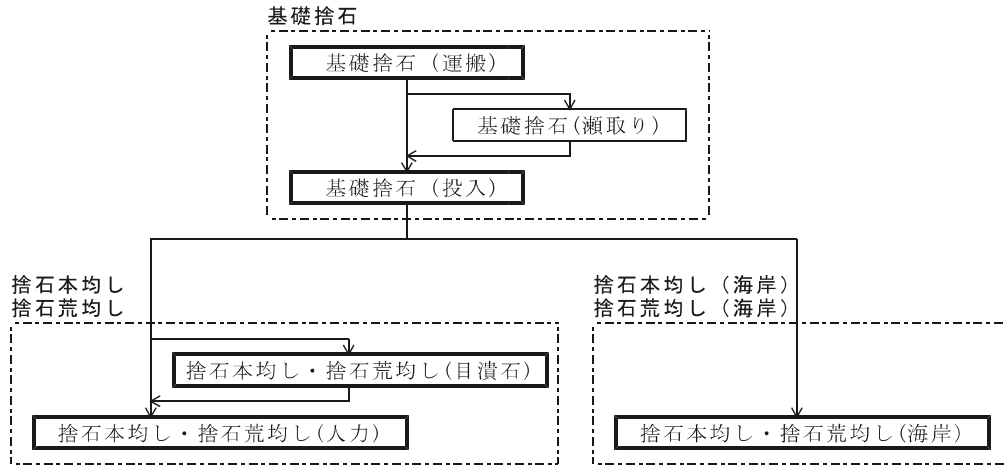 基礎捨石
基礎捨石（運搬）
基礎捨石(瀬取り)
基礎捨石（投入）
捨石本均し
捨石荒均し
捨石本均し・捨石荒均し(目潰石)
捨石本均し・捨石荒均し(人力)
捨石本均し（海岸）
捨石荒均し（海岸）
捨石本均し・捨石荒均し(海岸)